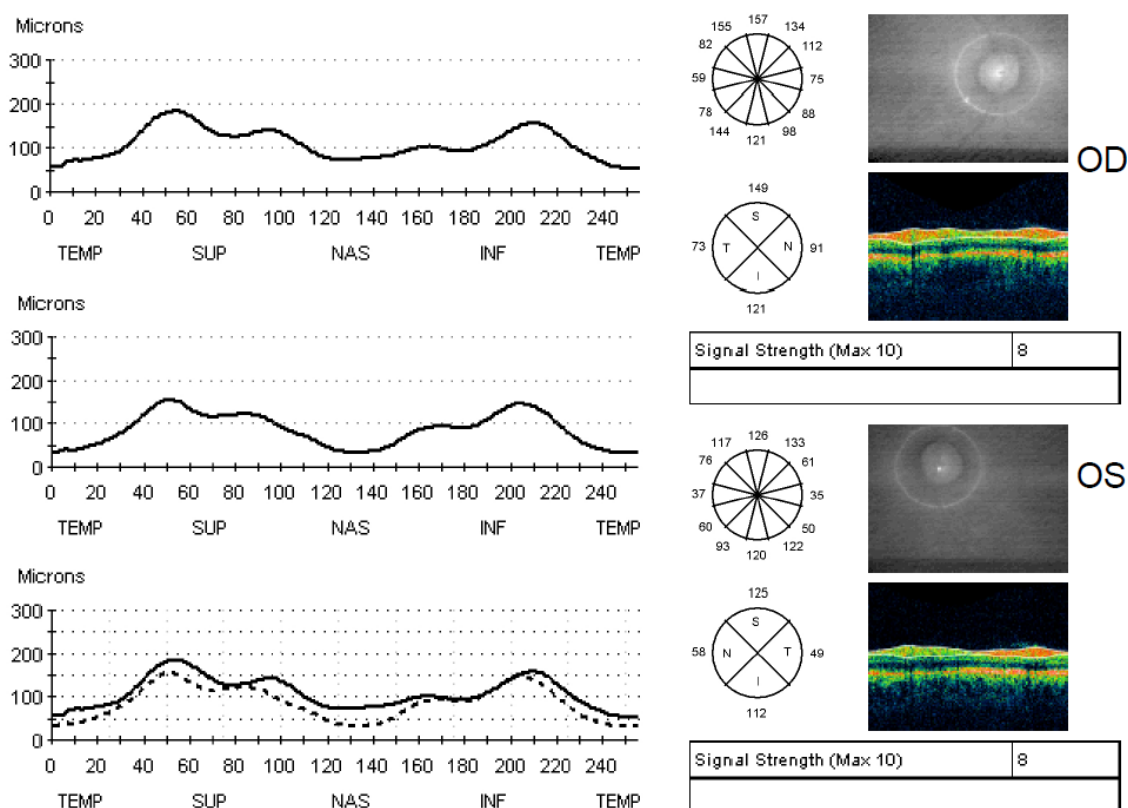 Microns
300
200
100
0
0 20 40 60 80 100 120 140 160 180 200 220 240
TEMP SUP NAS INF TEMP
157
155 134
82 112
59 75
78 88
144 98
121
149
S
73 T N 91
I
121
OD
Signal Strength (Max 10) 8
Microns
300
200
100
0
0 20 40 60 80 100 120 140 160 180 200 220 240
TEMP SUP NAS INF TEMP
126
117 133
76 61
37 35
60 50
93 122
120
OS
Microns
300
200
100
0
0 20 40 60 80 100 120 140 160 180 200 220 240
TEMP SUP NAS INF TEMP
125
S
58 N T 49
I
112
Signal Strength (Max 10) 8